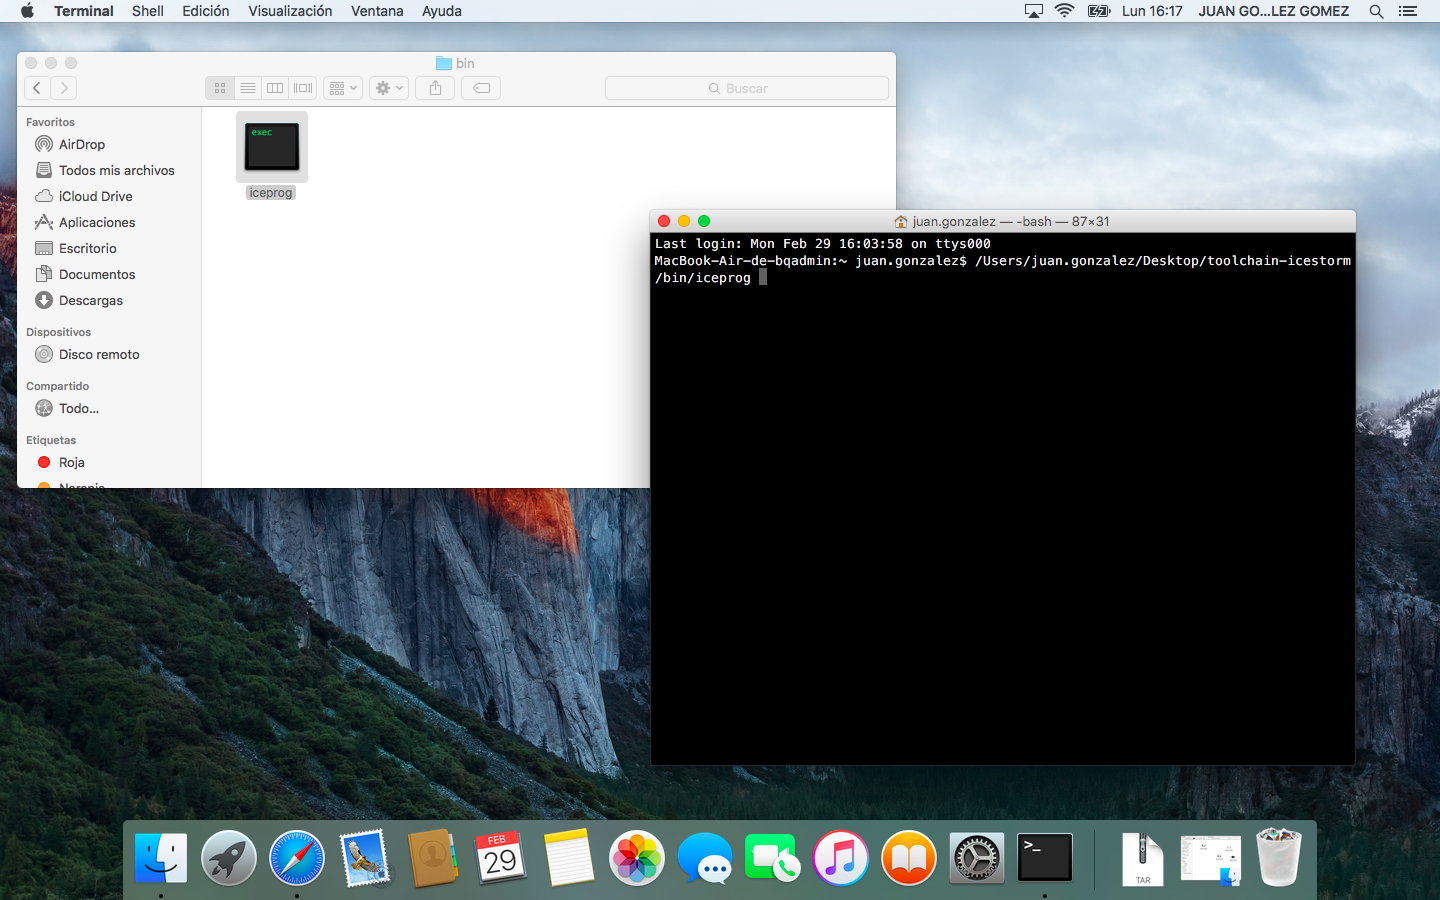 Terminal Shell Edición Visualización Ventana Ayuda Lun 16:17 JUAN GO...LEZ GOMEZ
bin
Buscar
Favoritos
AirDrop
Todos mis archivos
iCloud Drive
Aplicaciones
Escritorio
Documentos
Descargas
Dispositivos
Disco remoto
Compartido
Todo...
Etiquetas
Roja
Naranja
exec
iceprog
juan.gonzalez — -bash — 87×31
Last login: Mon Feb 29 16:03:58 on ttys000
MacBook-Air-de-bqadmin:~ juan.gonzalez$ /Users/juan.gonzalez/Desktop/toolchain-icestorm
/bin/iceprog
FEB
29
>_
TAR